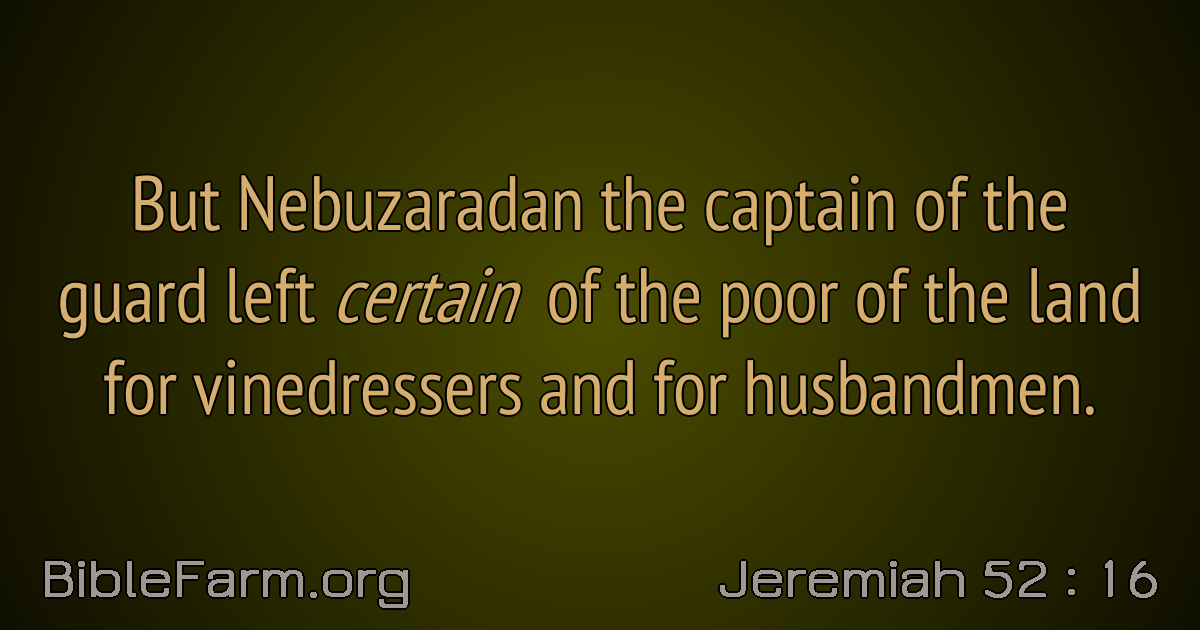 But Nebuzaradan the captain of the
guard left certain of the poor of the land
for vinedressers and for husbandmen.
BibleFarm.org
Jeremiah 52 : 16